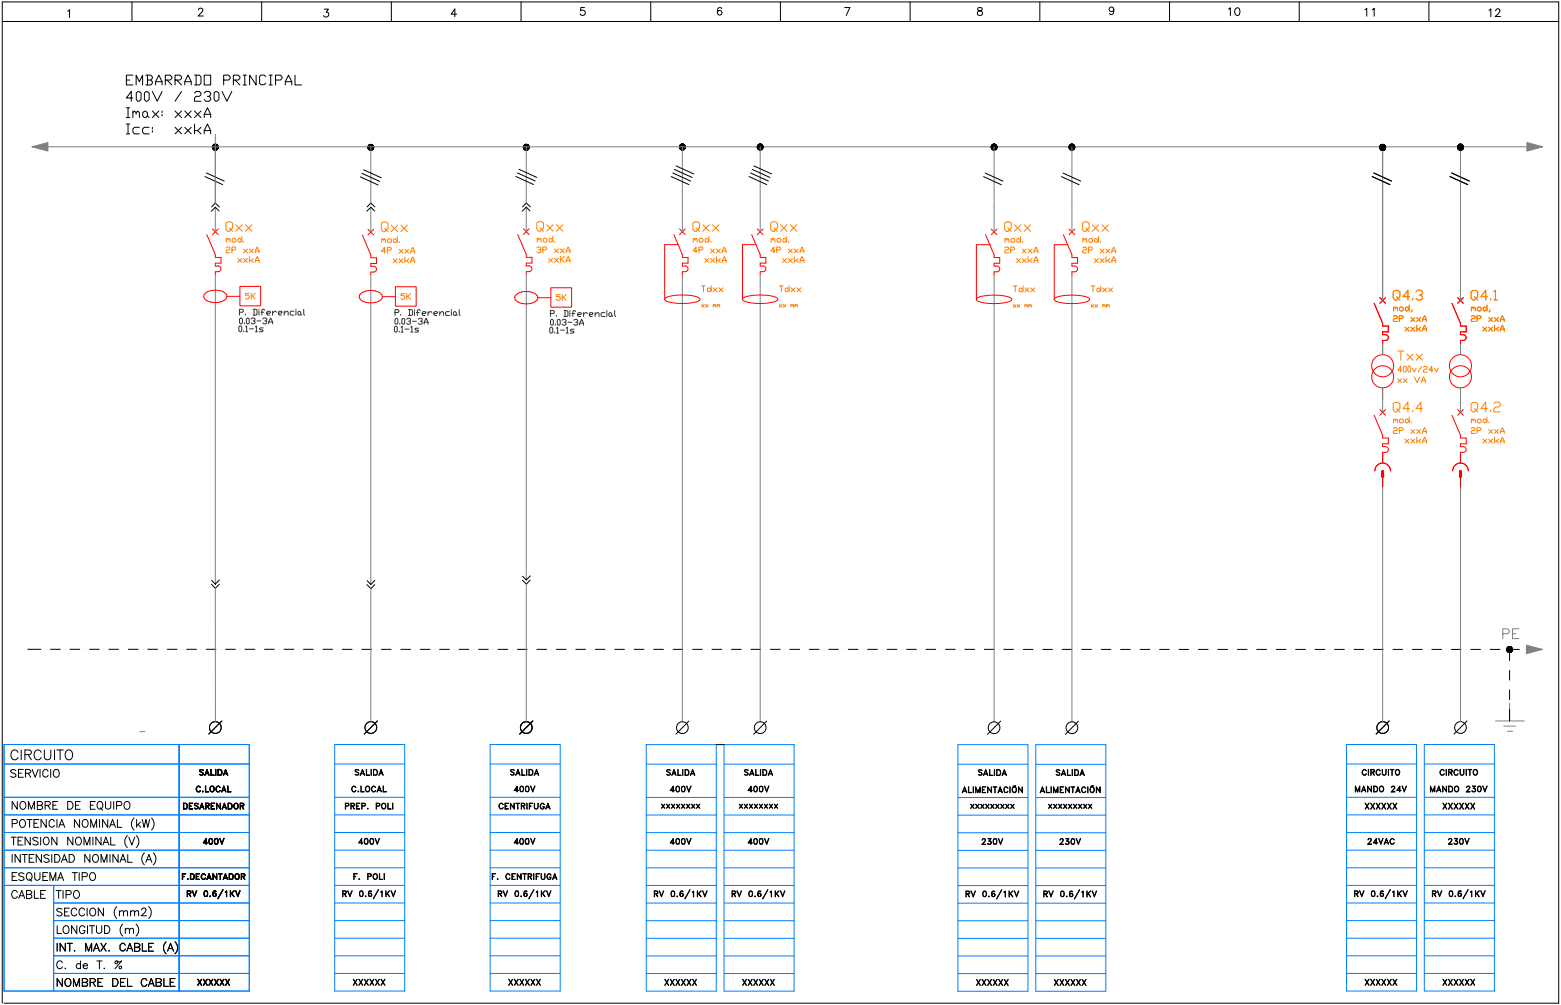 1 2 3 4 5 6 7 8 9 10 11 12
EMBARRADO PRINCIPAL
400V / 230V
Imax: xxxA
Icc: xxkA
Qxx
mod.
2P xxA
xxkA
5K
P. Diferencial
0.03-3A
0.1-1s
Qxx
mod.
4P xxA
xxkA
5K
P. Diferencial
0.03-3A
0.1-1s
Qxx
mod.
3P xxA
xxKA
5K
P. Diferencial
0.03-3A
0.1-1s
Qxx
mod.
4P xxA
xxkA
Tdxx
xx mm
Qxx
mod.
4P xxA
xxkA
Tdxx
xx mm
Qxx
mod.
2P xxA
xxkA
Tdxx
xx mm
Qxx
mod.
2P xxA
xxkA
Tdxx
xx mm
Q4.3
mod.
2P xxA
xxkA
Txx
400v/24v
xx VA
Q4.4
mod.
2P xxA
xxkA
Q4.1
mod.
2P xxA
xxkA
Q4.2
mod.
2P xxA
xxkA
PE
CIRCUITO
SERVICIO SALIDA SALIDA SALIDA SALIDA SALIDA SALIDA SALIDA CIRCUITO CIRCUITO
C.LOCAL C.LOCAL 400V 400V 400V ALIMENTACIÓN ALIMENTACIÓN MANDO 24V MANDO 230V
NOMBRE DE EQUIPO DESARENADOR PREP. POLI CENTRIFUGA xxxxxxxx xxxxxxxx xxxxxxxxx xxxxxxxxx XXXXXX XXXXXX
POTENCIA NOMINAL (kW)
TENSION NOMINAL (V) 400V 400V 400V 400V 400V 230V 230V 24VAC 230V
INTENSIDAD NOMINAL (A)
ESQUEMA TIPO F.DECANTADOR F. POLI F. CENTRIFUGA
CABLE TIPO RV 0.6/1KV RV 0.6/1KV RV 0.6/1KV RV 0.6/1KV RV 0.6/1KV RV 0.6/1KV RV 0.6/1KV RV 0.6/1KV RV 0.6/1KV
SECCION (mm2)
LONGITUD (m)
INT. MAX. CABLE (A)
C. de T. %
NOMBRE DEL CABLE XXXXXX XXXXXX XXXXXX XXXXXX XXXXXX XXXXXX XXXXXX XXXXXX XXXXXX